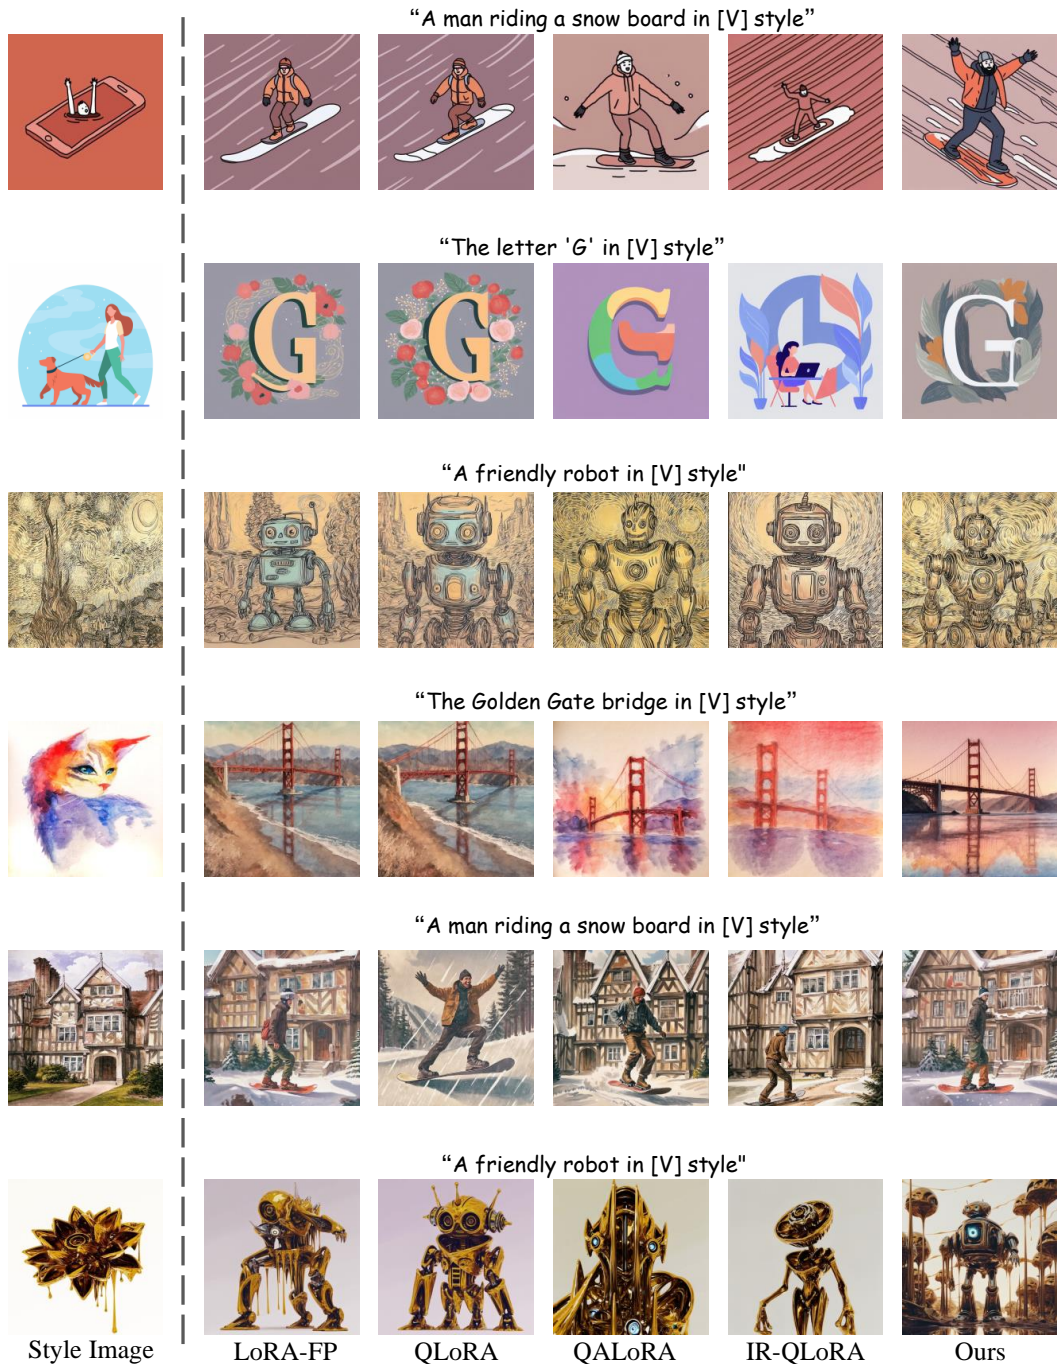 “A man riding a snow board in [V] style”
“The letter 'G' in [V] style”
G G G G
“A friendly robot in [V] style"
“The Golden Gate bridge in [V] style”
“A man riding a snow board in [V] style”
“A friendly robot in [V] style"
Style Image LoRA-FP QLoRA QALoRA IR-QLoRA Ours